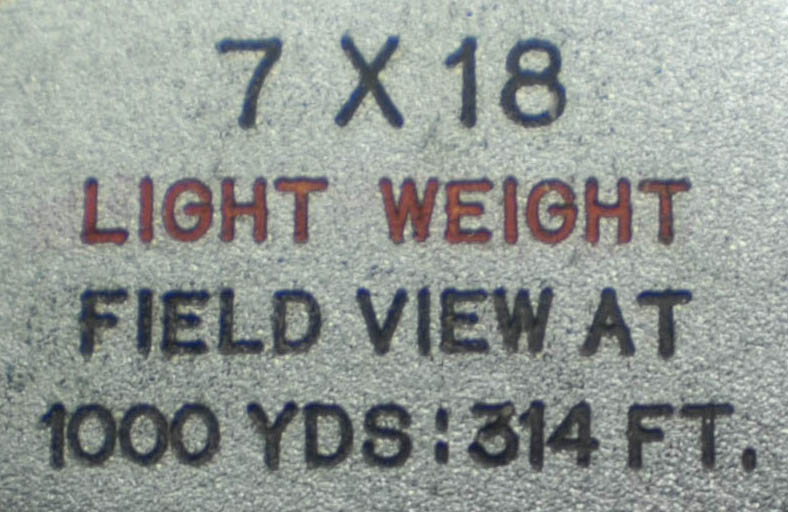 7 X 18
LIGHT WEIGHT
FIELD VIEW AT
1000 YDS:314 FT.